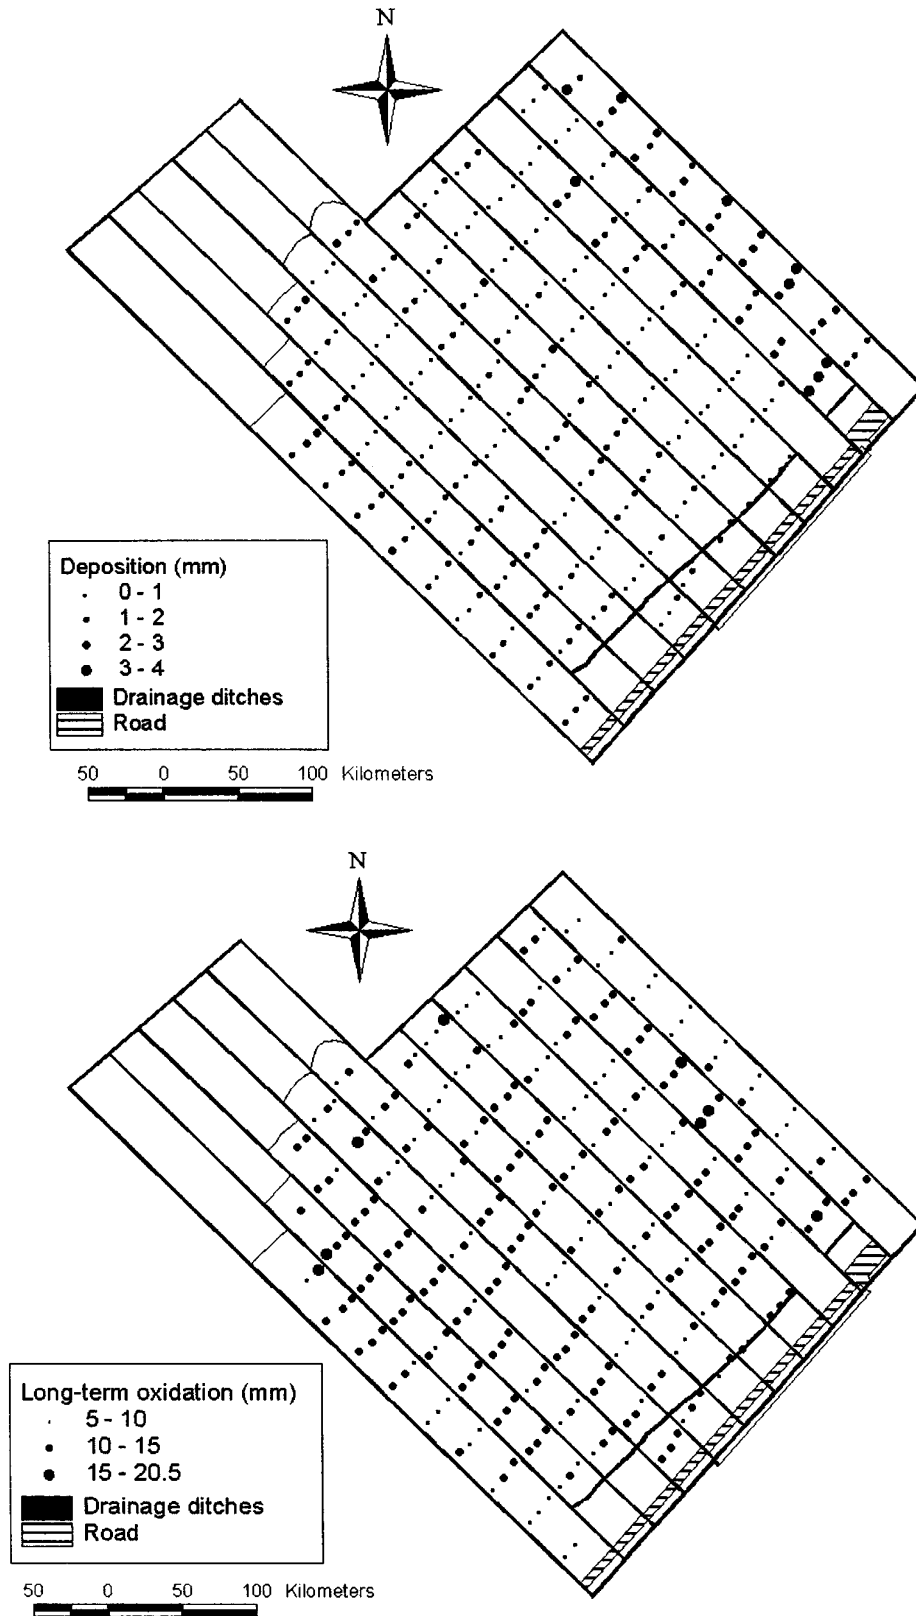 N
Deposition (mm)
0 - 1
1 - 2
2 - 3
3 - 4
Drainage ditches
Road
50 0 50 100 Kilometers
N
Long-term oxidation (mm)
5 - 10
10 - 15
15 - 20.5
Drainage ditches
Road
50 0 50 100 Kilometers